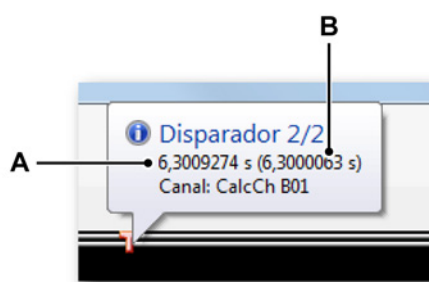 B
Disparador 2/2
A
6,3009274 s (6,3000063 s)
Canal: CalcCh B01